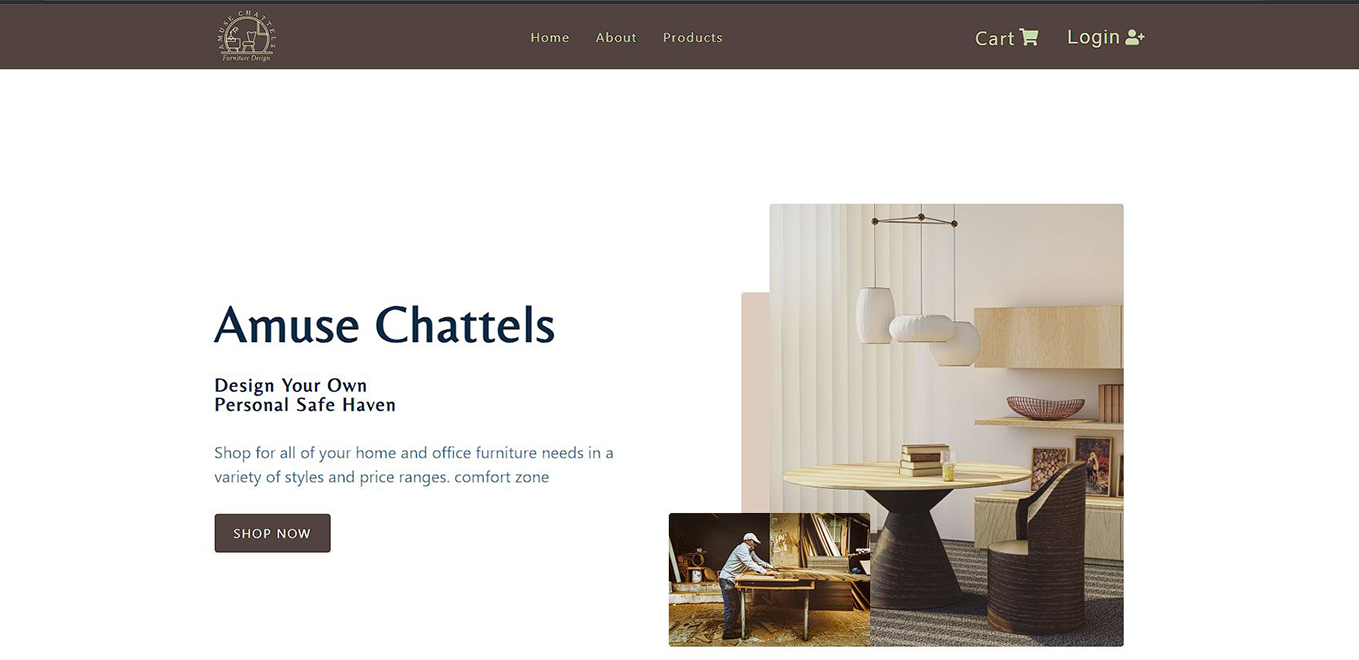 AMUSE CHATTELS
Furniture Design
Home About Products
Cart Login
Amuse Chattels
Design Your Own
Personal Safe Haven
Shop for all of your home and office furniture needs in a
variety of styles and price ranges. comfort zone
SHOP NOW